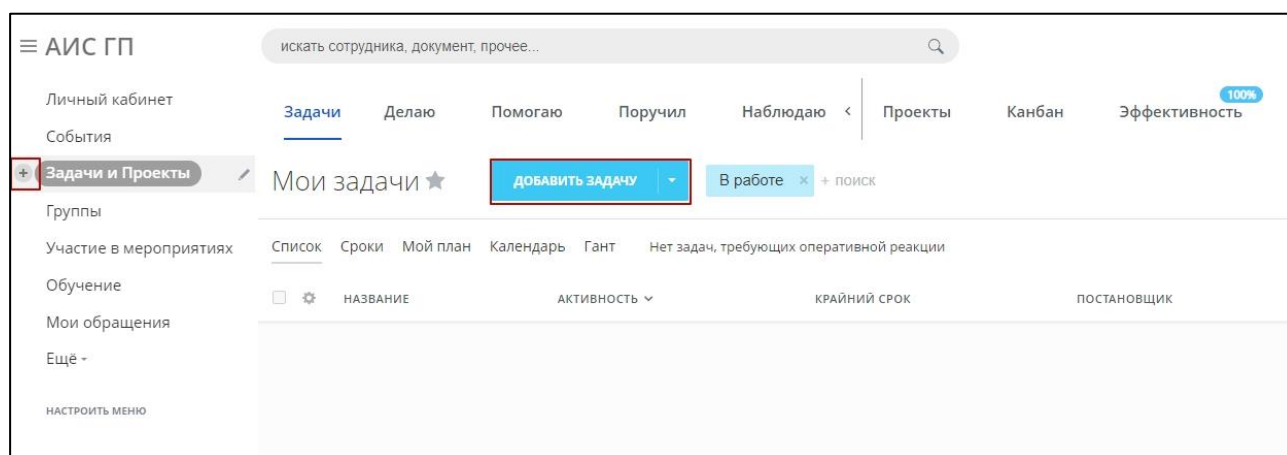 АИС ГП
искать сотрудника, документ, прочее...
Личный кабинет
События
Задачи и Проекты
Группы
Участие в мероприятиях
Обучение
Мои обращения
Ещё
НАСТРОИТЬ МЕНЮ
Задачи Делаю Помогаю Поручил Наблюдаю < Проекты Канбан Эффективность 100%
Мои задачи ДОБАВИТЬ ЗАДАЧУ В работе × + поиск
Список Сроки Мой план Календарь Гант Нет задач, требующих оперативной реакции
НАЗВАНИЕ АКТИВНОСТЬ КРАЙНИЙ СРОК ПОСТАНОВЩИК